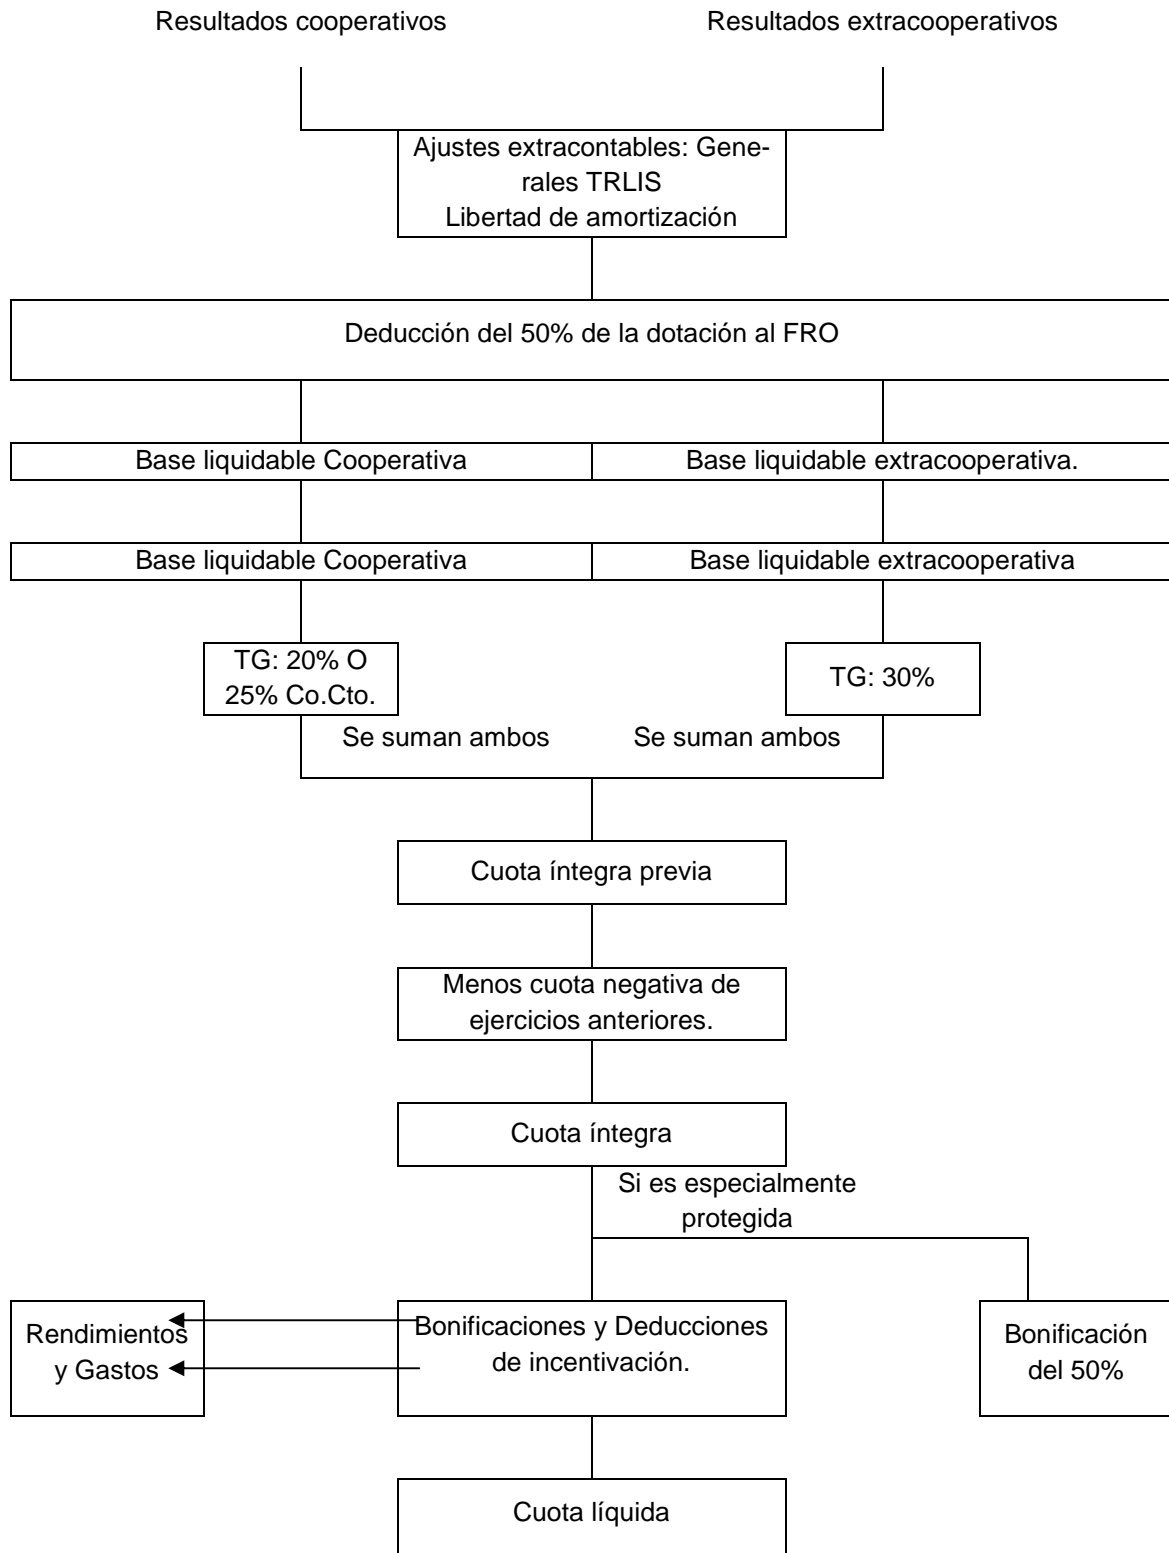 Resultados cooperativos
Resultados extracooperativos
Ajustes extracontables: Gene-
rales TRLIS
Libertad de amortización
Deducción del 50% de la dotación al FRO
Base liquidable Cooperativa
Base liquidable extracooperativa.
Base liquidable Cooperativa
Base liquidable extracooperativa
TG: 20% O
25% Co.Cto.
TG: 30%
Se suman ambos
Se suman ambos
Cuota íntegra previa
Menos cuota negativa de
ejercicios anteriores.
Cuota íntegra
Si es especialmente
protegida
Rendimientos
y Gastos
Bonificaciones y Deducciones
de incentivación.
Bonificación
del 50%
Cuota líquida